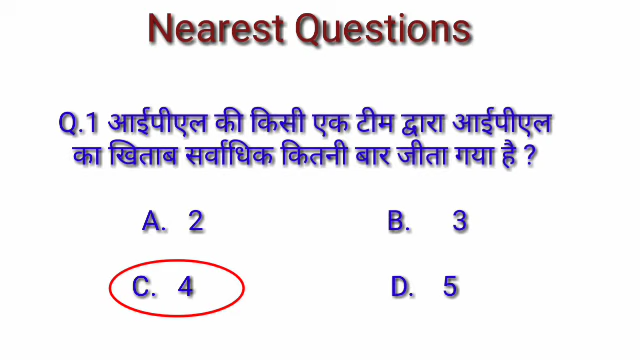 Nearest Questions
Q.1 आईपीएल की किसी एक टीम द्वारा आईपीएल
का खिताब सर्वाधिक कितनी बार जीता गया है ?
A. 2 B. 3
C. 4 D. 5